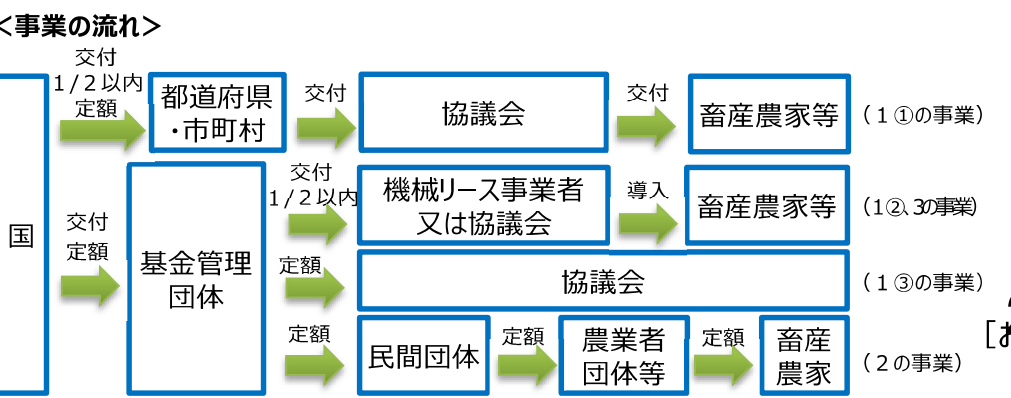 ＜事業の流れ＞
交付
1/2以内
定額
都道府県
・市町村
交付
協議会
交付
畜産農家等
（１①の事業）
国
交付
定額
基金管理
団体
交付
1/2以内
機械リース事業者
又は協議会
導入
畜産農家等
（1②、3の事業）
定額
協議会
（１③の事業）
定額
民間団体
定額
農業者
団体等
定額
畜産
農家
（２の事業）
［お